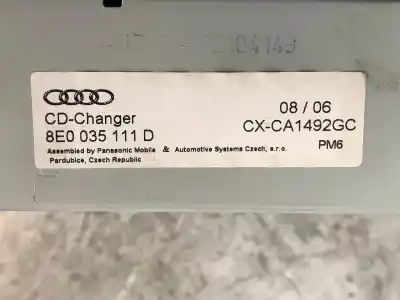 CD-Changer
8E0 035 111 D
Assembled by Panasonic Mobile & Automotive Systems Czech, s.r.o.
Pardubice, Czech Republic
08 / 06
CX-CA1492GC
PM6